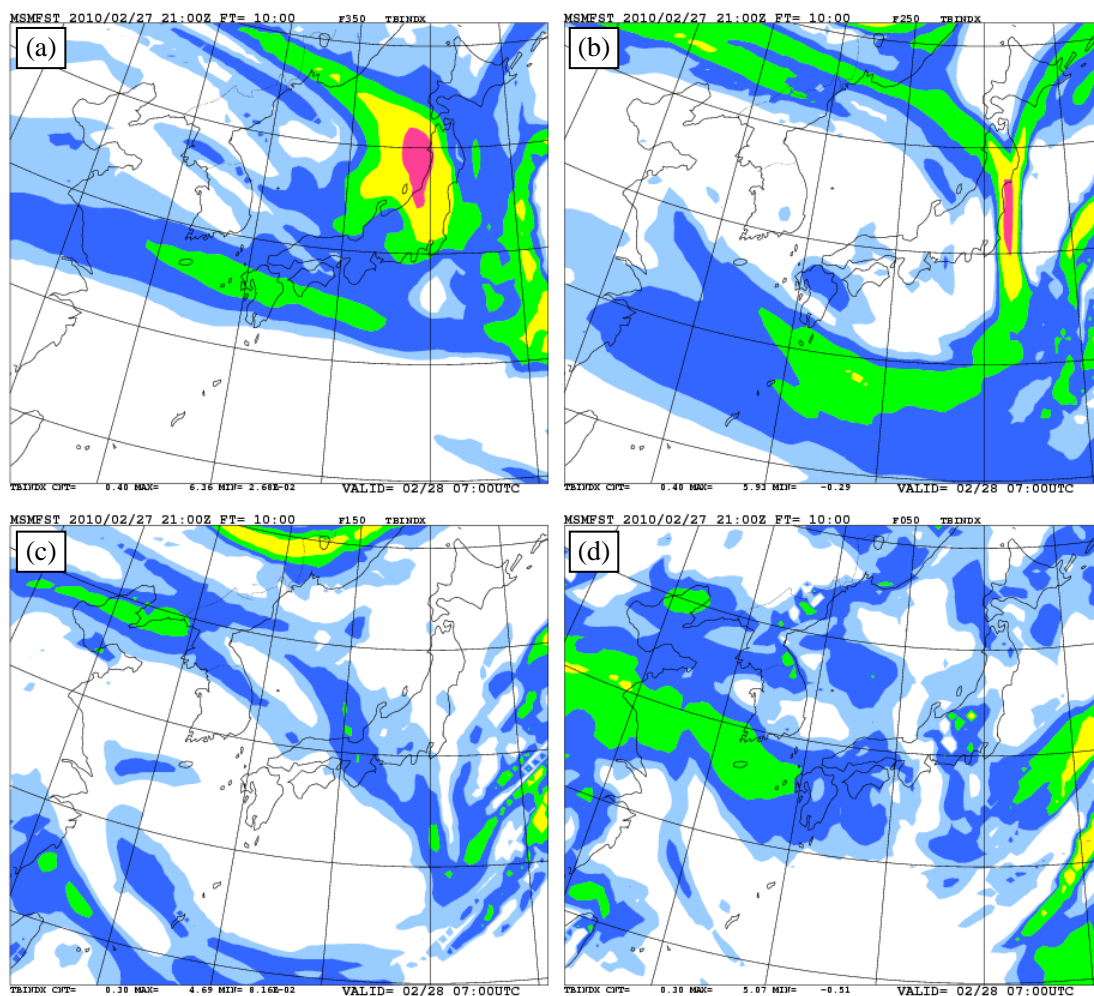 MSMFST 2010/02/27 21:00Z FT= 10:00 F350 TBINDX
(a)
TBINDX CNT= 0.40 MAX= 6.36 MIN= 2.68E-02 VALID= 02/28 07:00UTC
MSMFST 2010/02/27 21:00Z FT= 10:00 F250 TBINDX
(b)
TBINDX CNT= 0.40 MAX= 5.93 MIN= -0.29 VALID= 02/28 07:00UTC
MSMFST 2010/02/27 21:00Z FT= 10:00 F150 TBINDX
(c)
TBINDX CNT= 0.30 MAX= 4.69 MIN= 8.16E-02 VALID= 02/28 07:00UTC
MSMFST 2010/02/27 21:00Z FT= 10:00 F050 TBINDX
(d)
TBINDX CNT= 0.30 MAX= 5.07 MIN= -0.51 VALID= 02/28 07:00UTC